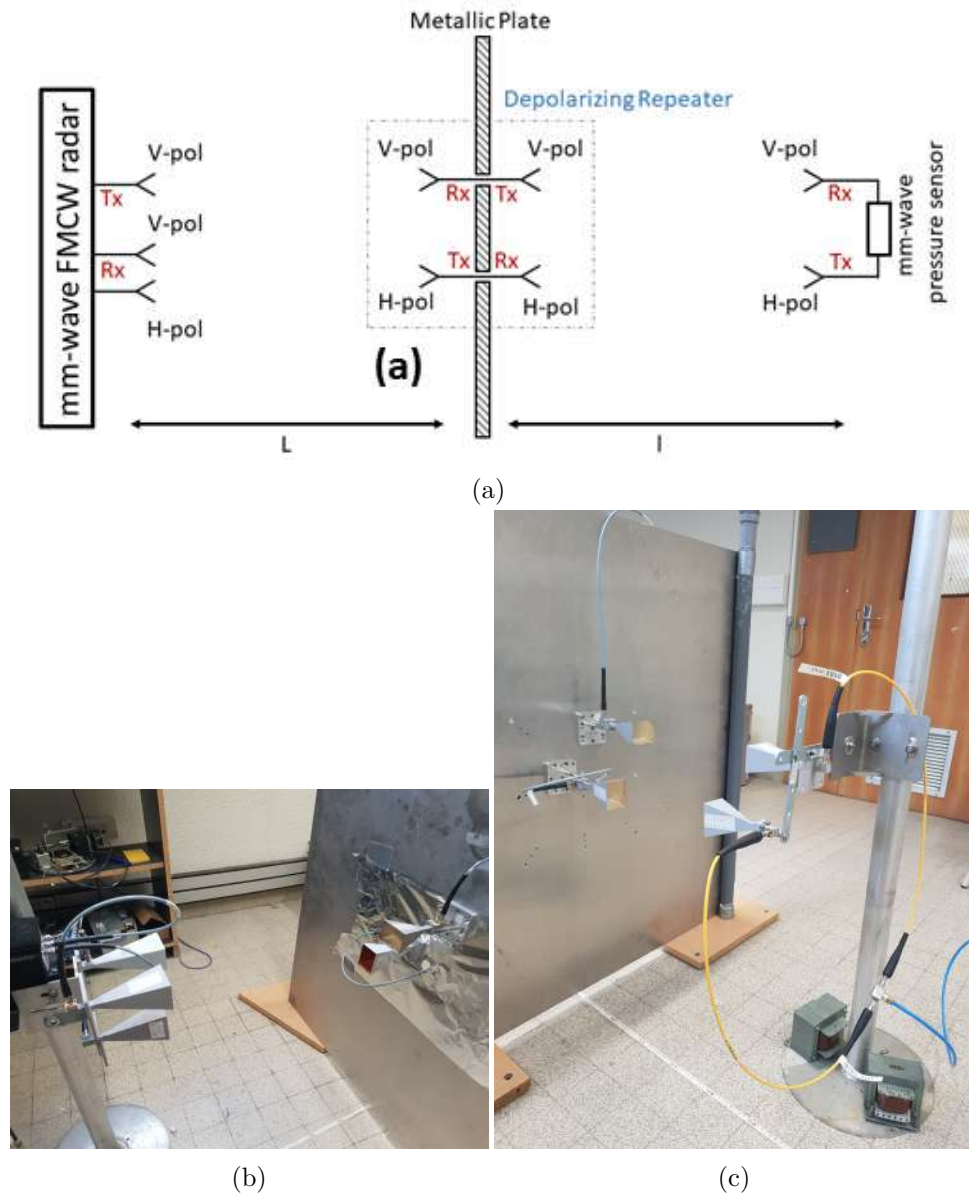 Metallic Plate
mm-wave FMCW radar
Depolarizing Repeater
V-pol
Tx
V-pol
Rx
H-pol
V-pol
V-pol
Rx
Tx
Tx
Rx
H-pol
H-pol
V-pol
Rx
Tx
H-pol
mm-wave
pressure sensor
(a)
L
l
(a)
(b)
(c)